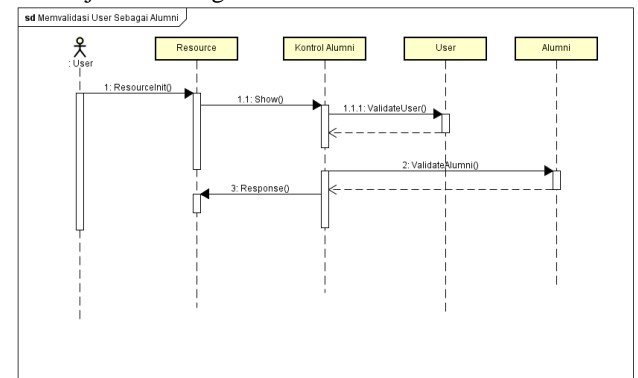 sd Memvalidasi User Sebagai Alumni
: User
Resource
Kontrol Alumni
User
Alumni
1: ResourceInit()
1.1: Show()
1.1.1: ValidateUser()
2: ValidateAlumni()
3: Response()